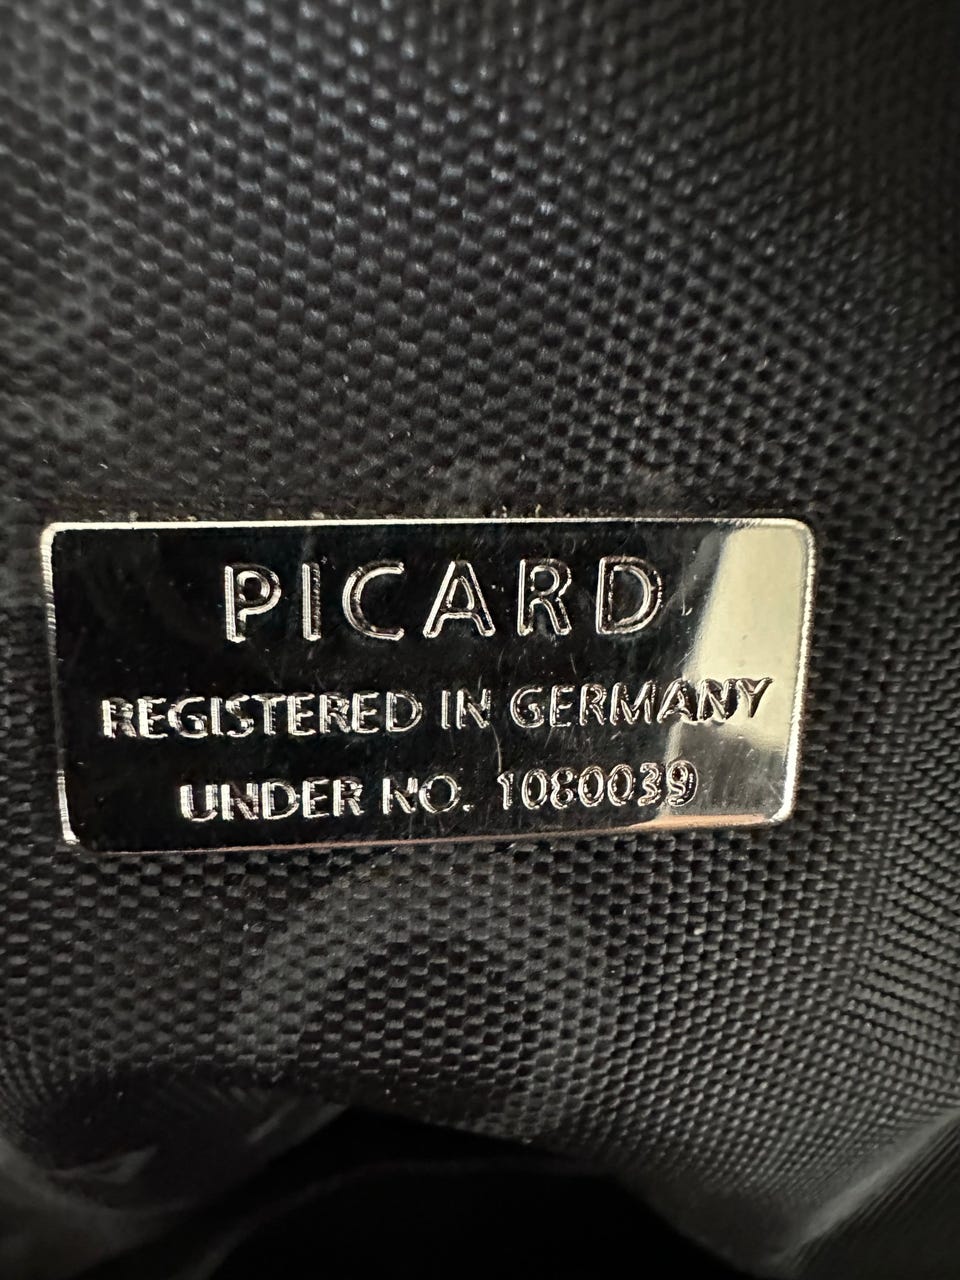 PICARD
REGISTERED IN GERMANY
UNDER NO. 1080039